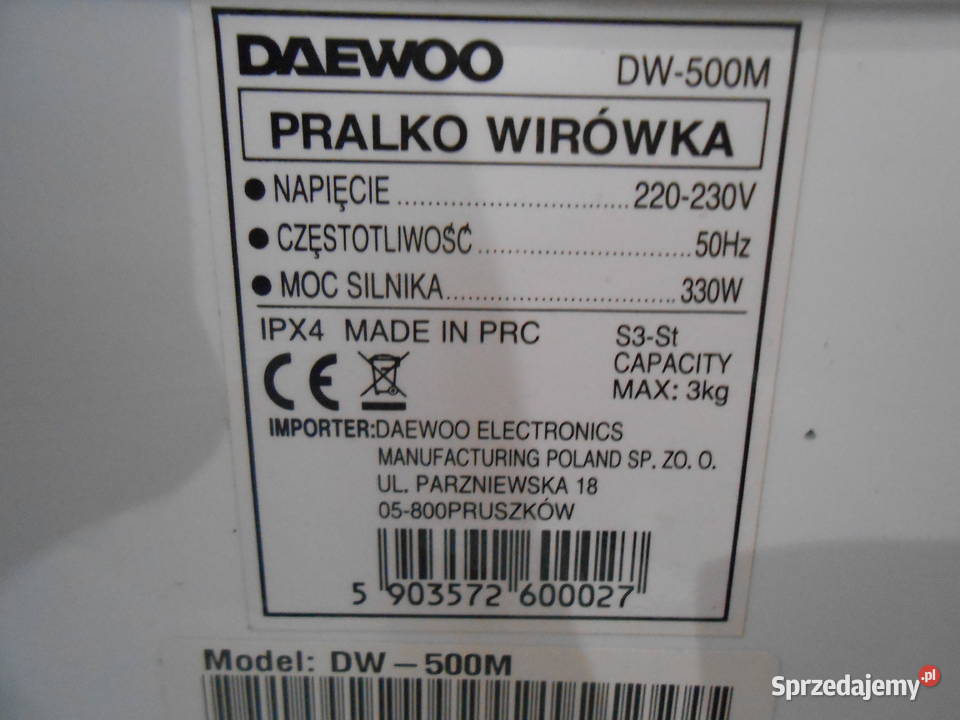 DAEWOO DW-500M
PRALKO WIRÓWKA
● NAPIĘCIE ............................. 220-230V
● CZĘSTOTLIWOŚĆ ........................... 50Hz
● MOC SILNIKA ............................. 330W
IPX4 MADE IN PRC S3-St
CE CAPACITY
MAX: 3kg
IMPORTER:DAEWOO ELECTRONICS
MANUFACTURING POLAND SP. ZO. O.
UL. PARZNIEWSKA 18
05-800PRUSZKÓW
5 903572 600027
Model: DW-500M
Sprzedajemy.pl